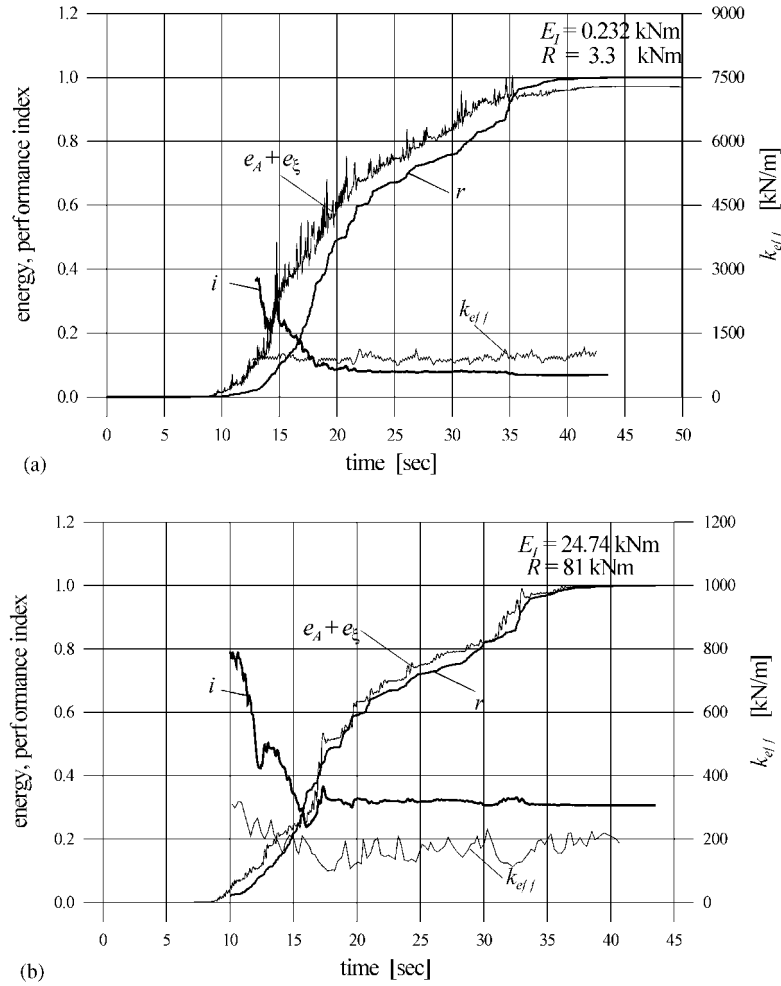 1.2 9000
E_I = 0.232 kNm
R = 3.3 kNm
1.0 7500
0.8 6000
e_A + e_ξ
r
0.6 4500
0.4 3000
i
k_eff
0.2 1500
0.0 0
energy, performance index
k_eff [kN/m]
0 5 10 15 20 25 30 35 40 45 50
(a)
time [sec]
1.2 1200
E_I = 24.74 kNm
R = 81 kNm
1.0 1000
e_A + e_ξ
0.8 800
i
r
0.6 600
0.4 400
0.2 200
k_eff
0.0 0
energy, performance index
k_eff [kN/m]
0 5 10 15 20 25 30 35 40 45
(b)
time [sec]